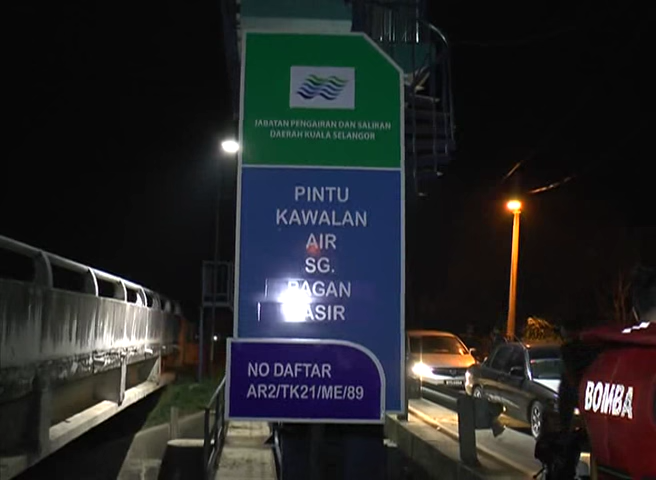 JABATAN PENGAIRAN DAN SALIRAN
DAERAH KUALA SELANGOR
PINTU
KAWALAN
AIR
SG.
PAGAN
PASIR
NO DAFTAR
AR2/TK21/ME/89
BOMBA